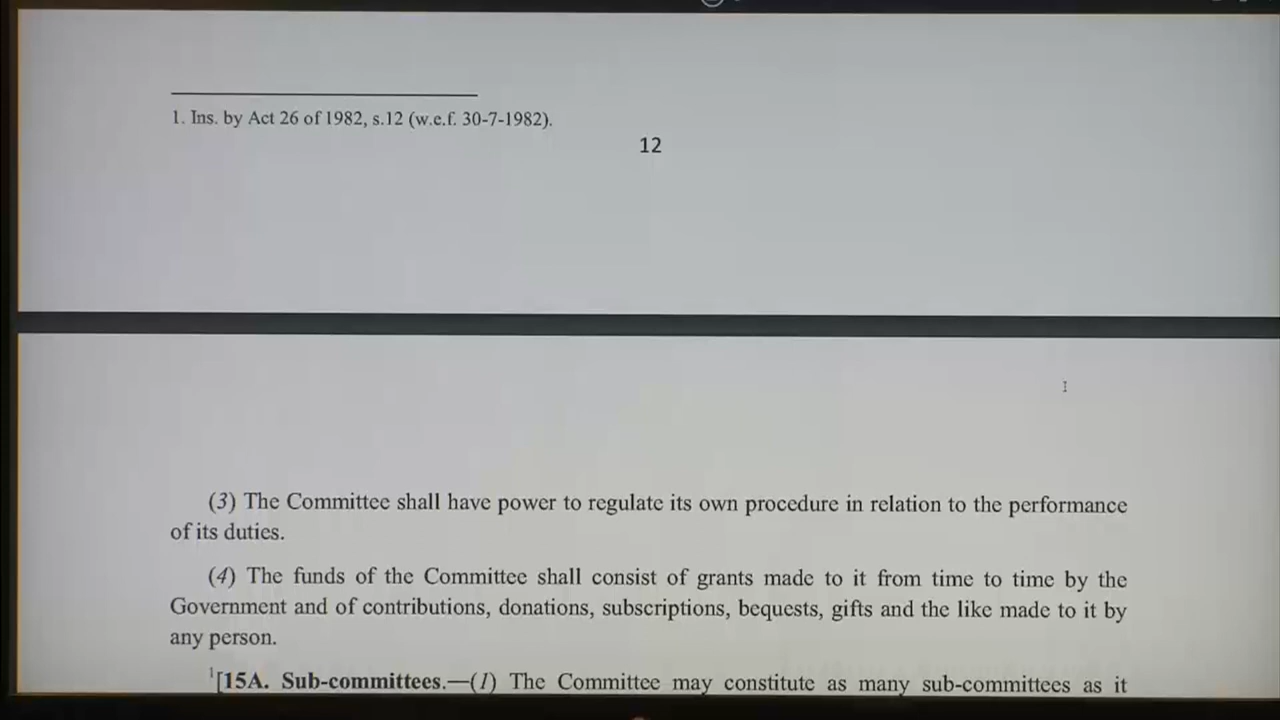 1. Ins. by Act 26 of 1982, s.12 (w.e.f. 30-7-1982).
12
(3) The Committee shall have power to regulate its own procedure in relation to the performance
of its duties.
(4) The funds of the Committee shall consist of grants made to it from time to time by the
Government and of contributions, donations, subscriptions, bequests, gifts and the like made to it by
any person.
1[15A. Sub-committees.—(1) The Committee may constitute as many sub-committees as it